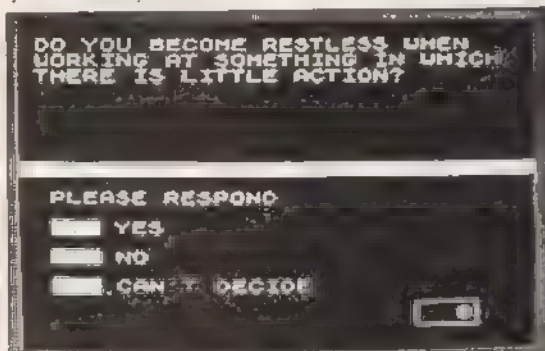 DO YOU BECOME RESTLESS WHEN
WORKING AT SOMETHING IN WHICH
THERE IS LITTLE ACTION?
PLEASE RESPOND
YES
NO
CAN'T DECIDE